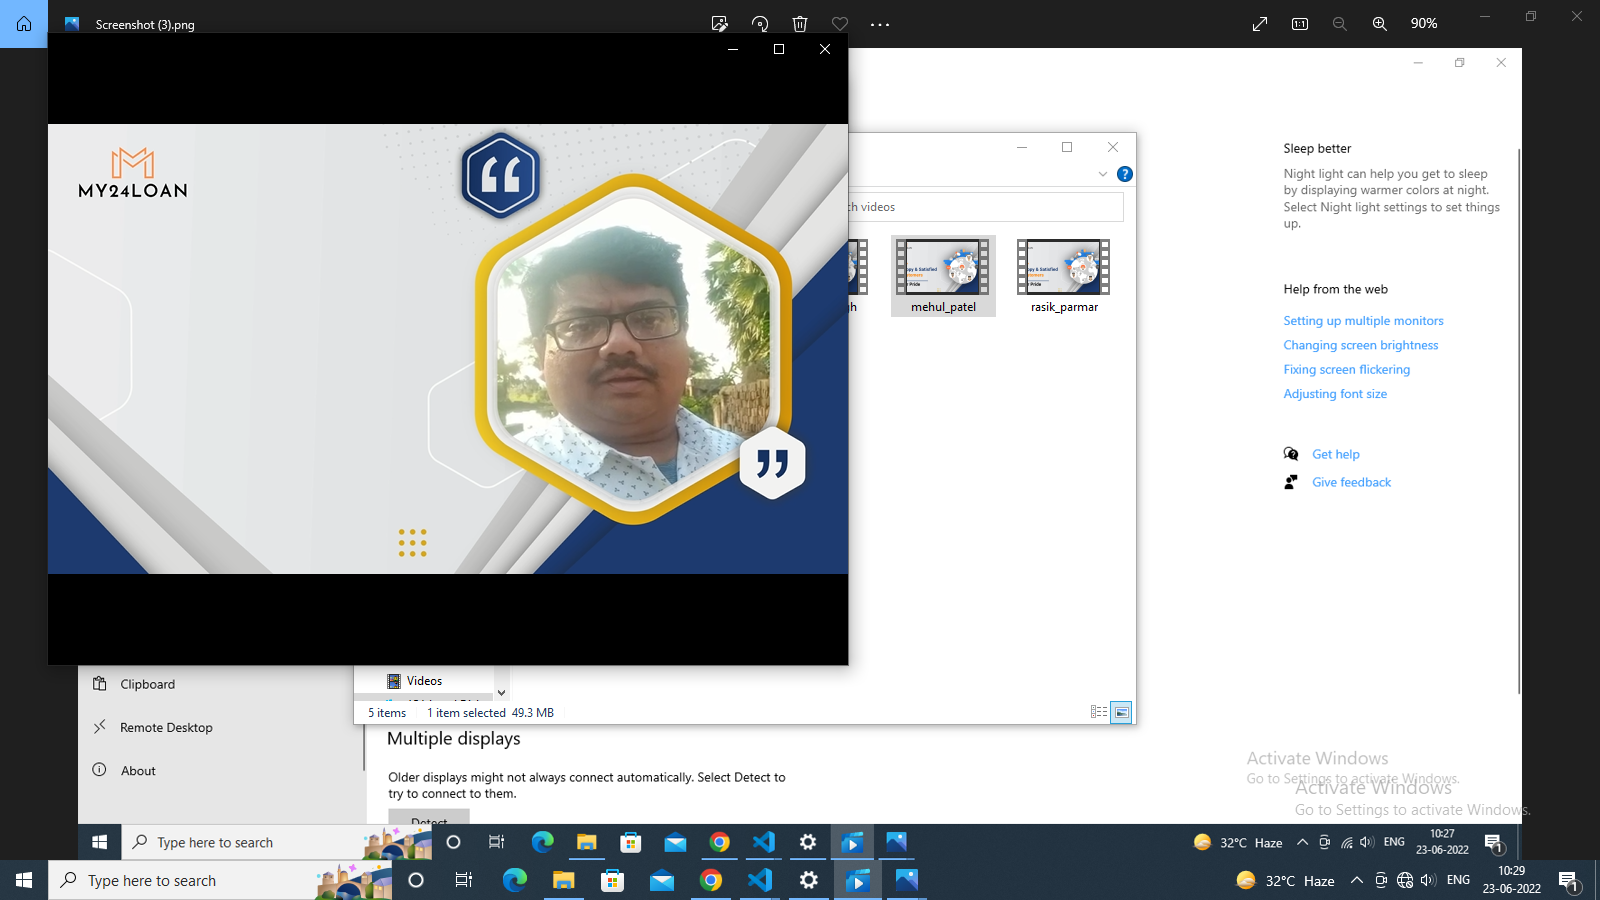 Screenshot (3).png
90%
MY24LOAN
videos
mehul_patel
rasik_parmar
Sleep better
Night light can help you get to sleep
by displaying warmer colors at night.
Select Night light settings to set things
up.
Help from the web
Setting up multiple monitors
Changing screen brightness
Fixing screen flickering
Adjusting font size
Get help
Give feedback
Clipboard
Remote Desktop
About
Videos
5 items
1 item selected 49.3 MB
Multiple displays
Older displays might not always connect automatically. Select Detect to
try to connect to them.
Detect
Activate Windows
Go to Settings to activate Windows.
Activate Windows
Go to Settings to activate Windows.
Type here to search
32°C Haze
ENG
10:27
23-06-2022
1
Type here to search
32°C Haze
ENG
10:29
23-06-2022
1